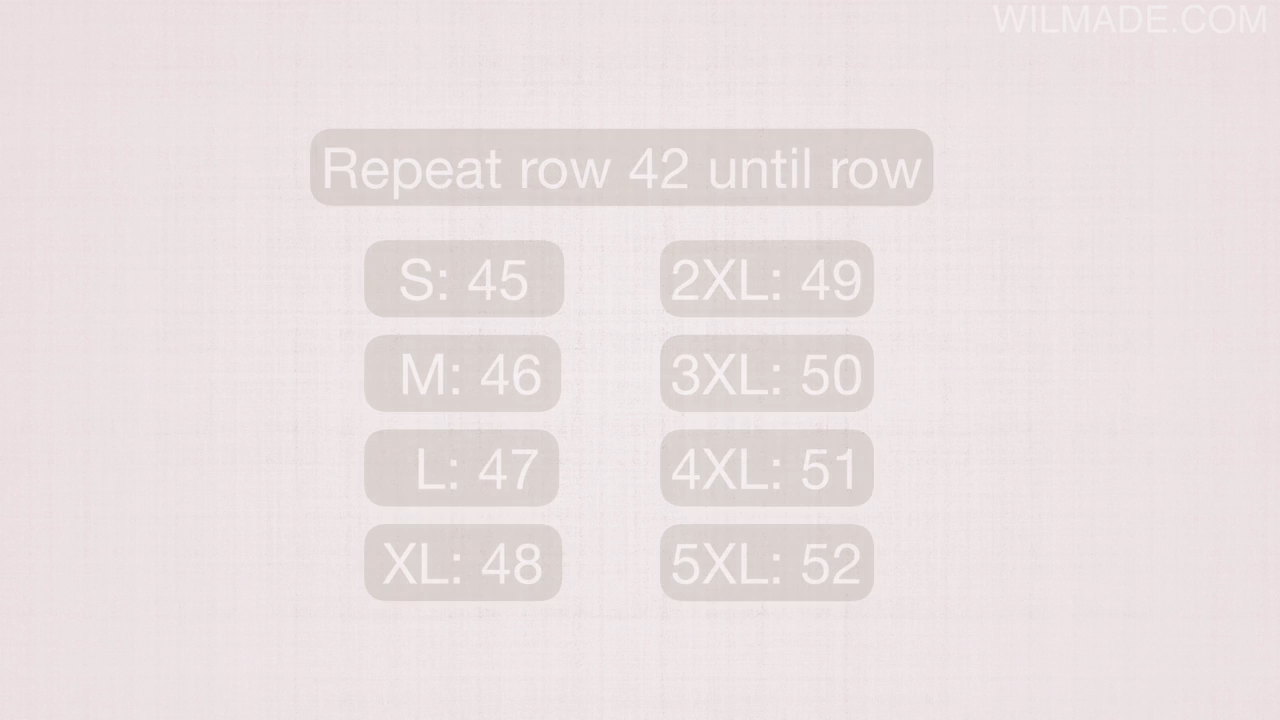 WILMADE.COM
Repeat row 42 until row
S: 45
M: 46
L: 47
XL: 48
2XL: 49
3XL: 50
4XL: 51
5XL: 52